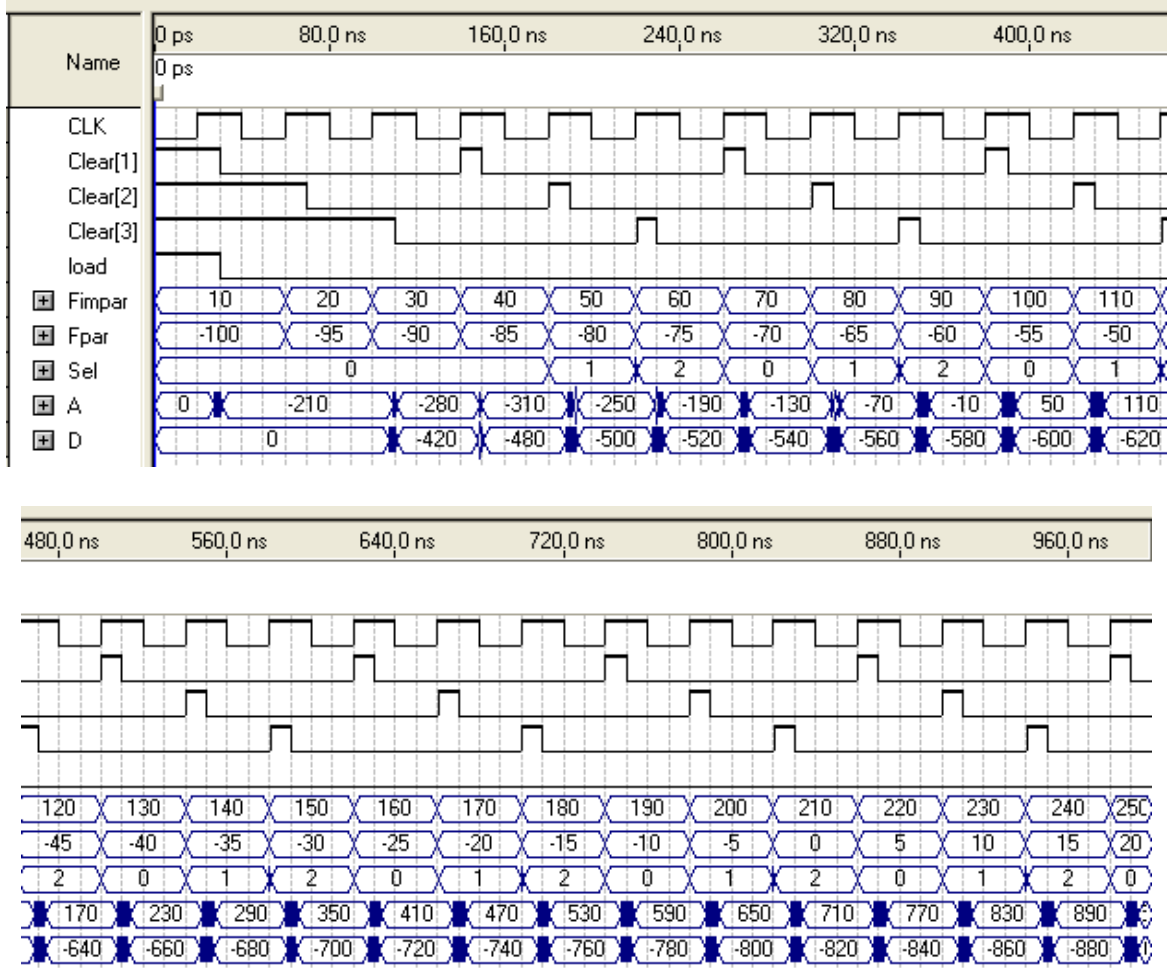 Name
0 ps 80.0 ns 160.0 ns 240.0 ns 320.0 ns 400.0 ns
0 ps
CLK
Clear[1]
Clear[2]
Clear[3]
load
Fimpar 10 20 30 40 50 60 70 80 90 100 110
Fpar -100 -95 -90 -85 -80 -75 -70 -65 -60 -55 -50
Sel 0 1 2 0 1 2 0 1
A 0 -210 -280 -310 -250 -190 -130 -70 -10 50 110
D 0 -420 -480 -500 -520 -540 -560 -580 -600 -620
480.0 ns 560.0 ns 640.0 ns 720.0 ns 800.0 ns 880.0 ns 960.0 ns
120 130 140 150 160 170 180 190 200 210 220 230 240 250
-45 -40 -35 -30 -25 -20 -15 -10 -5 0 5 10 15 20
2 0 1 2 0 1 2 0 1 2 0 1 2 0
170 230 290 350 410 470 530 590 650 710 770 830 890
-640 -660 -680 -700 -720 -740 -760 -780 -800 -820 -840 -860 -880